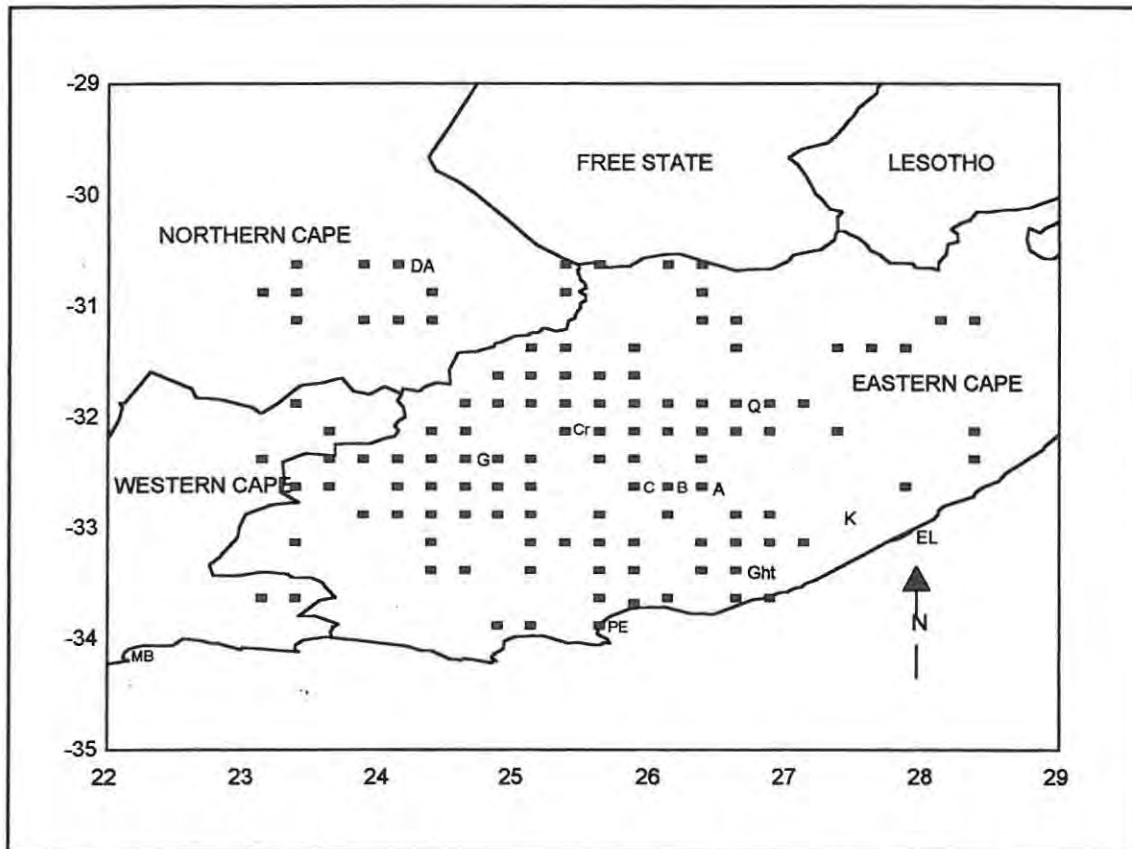 -29
FREE STATE
LESOTHO
-30
NORTHERN CAPE
DA
-31
EASTERN CAPE
Q
-32
Cr
G
WESTERN CAPE
C
B
A
K
-33
EL
Ght
N
PE
-34
MB
-35
22
23
24
25
26
27
28
29